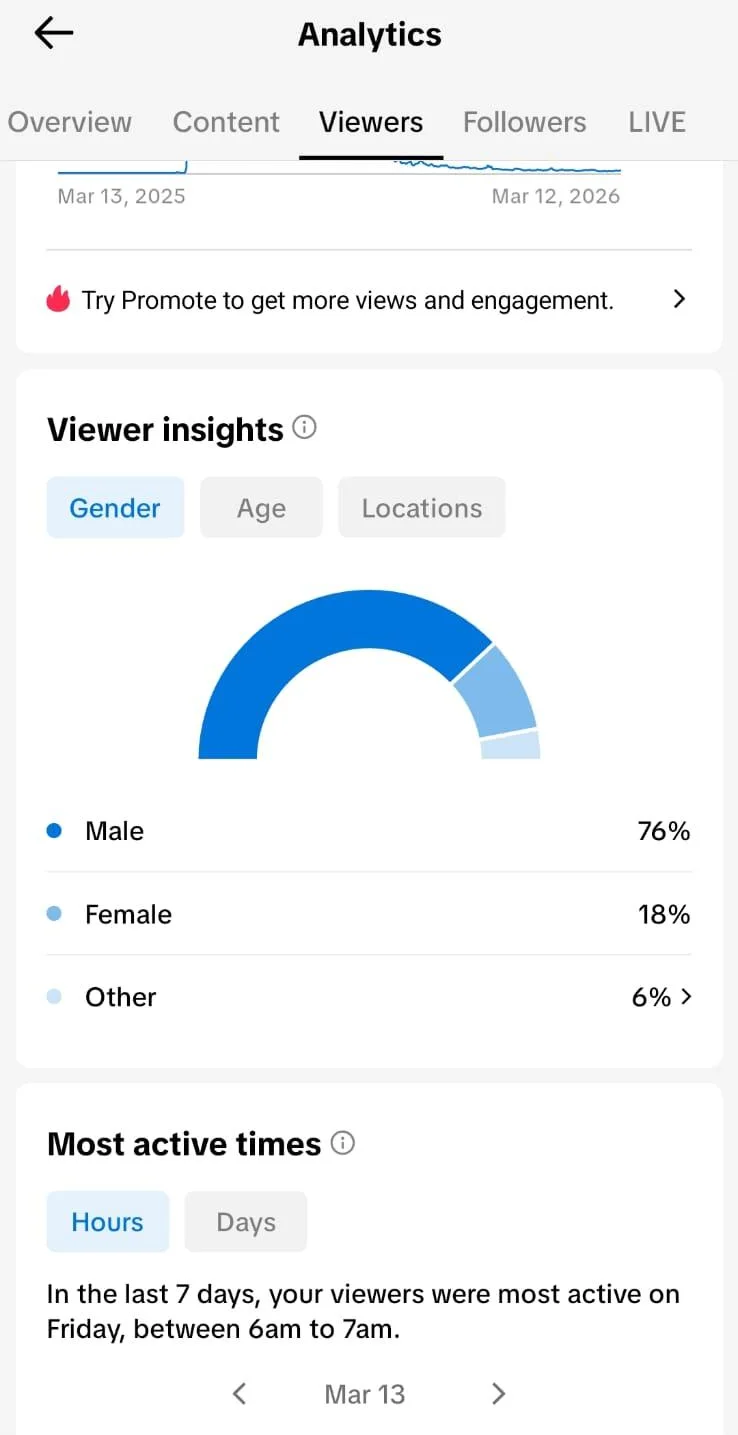 Analytics
Overview Content Viewers Followers LIVE
Mar 13, 2025 Mar 12, 2026
Try Promote to get more views and engagement.
Viewer insights
Gender Age Locations
Male 76%
Female 18%
Other 6%
Most active times
Hours Days
In the last 7 days, your viewers were most active on
Friday, between 6am to 7am.
Mar 13